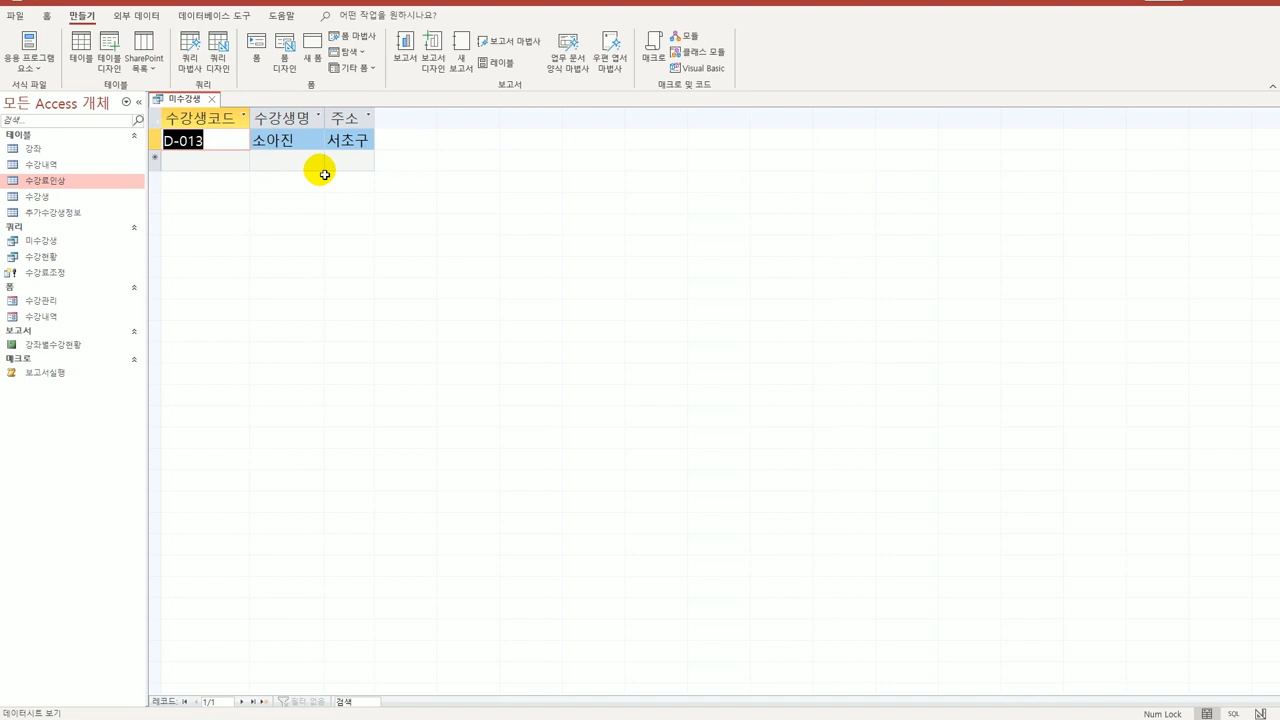 파일 홈 만들기 외부 데이터 데이터베이스 도구 도움말 어떤 작업을 원하시나요?
응용 프로그램 요소 테이블 테이블 디자인 SharePoint 목록 쿼리 마법사 쿼리 디자인 폼 폼 디자인 새 폼 폼 마법사 탐색 기타 폼 보고서 보고서 디자인 새 보고서 보고서 마법사 레이블 업무 문서 양식 마법사 우편 엽서 마법사 매크로 모듈 클래스 모듈 Visual Basic
서식 파일 테이블 쿼리 폼 보고서 매크로 및 코드
모든 Access 개체
검색...
테이블
강좌
수강내역
수강료인상
수강생
추가수강생정보
쿼리
미수강생
수강현황
수강료조정
폼
수강관리
수강내역
보고서
강좌별수강현황
매크로
보고서실행
미수강생
수강생코드 수강생명 주소
D-013 소아진 서초구
레코드: 1/1 필터 없음 검색
데이터시트 보기 Num Lock SQL